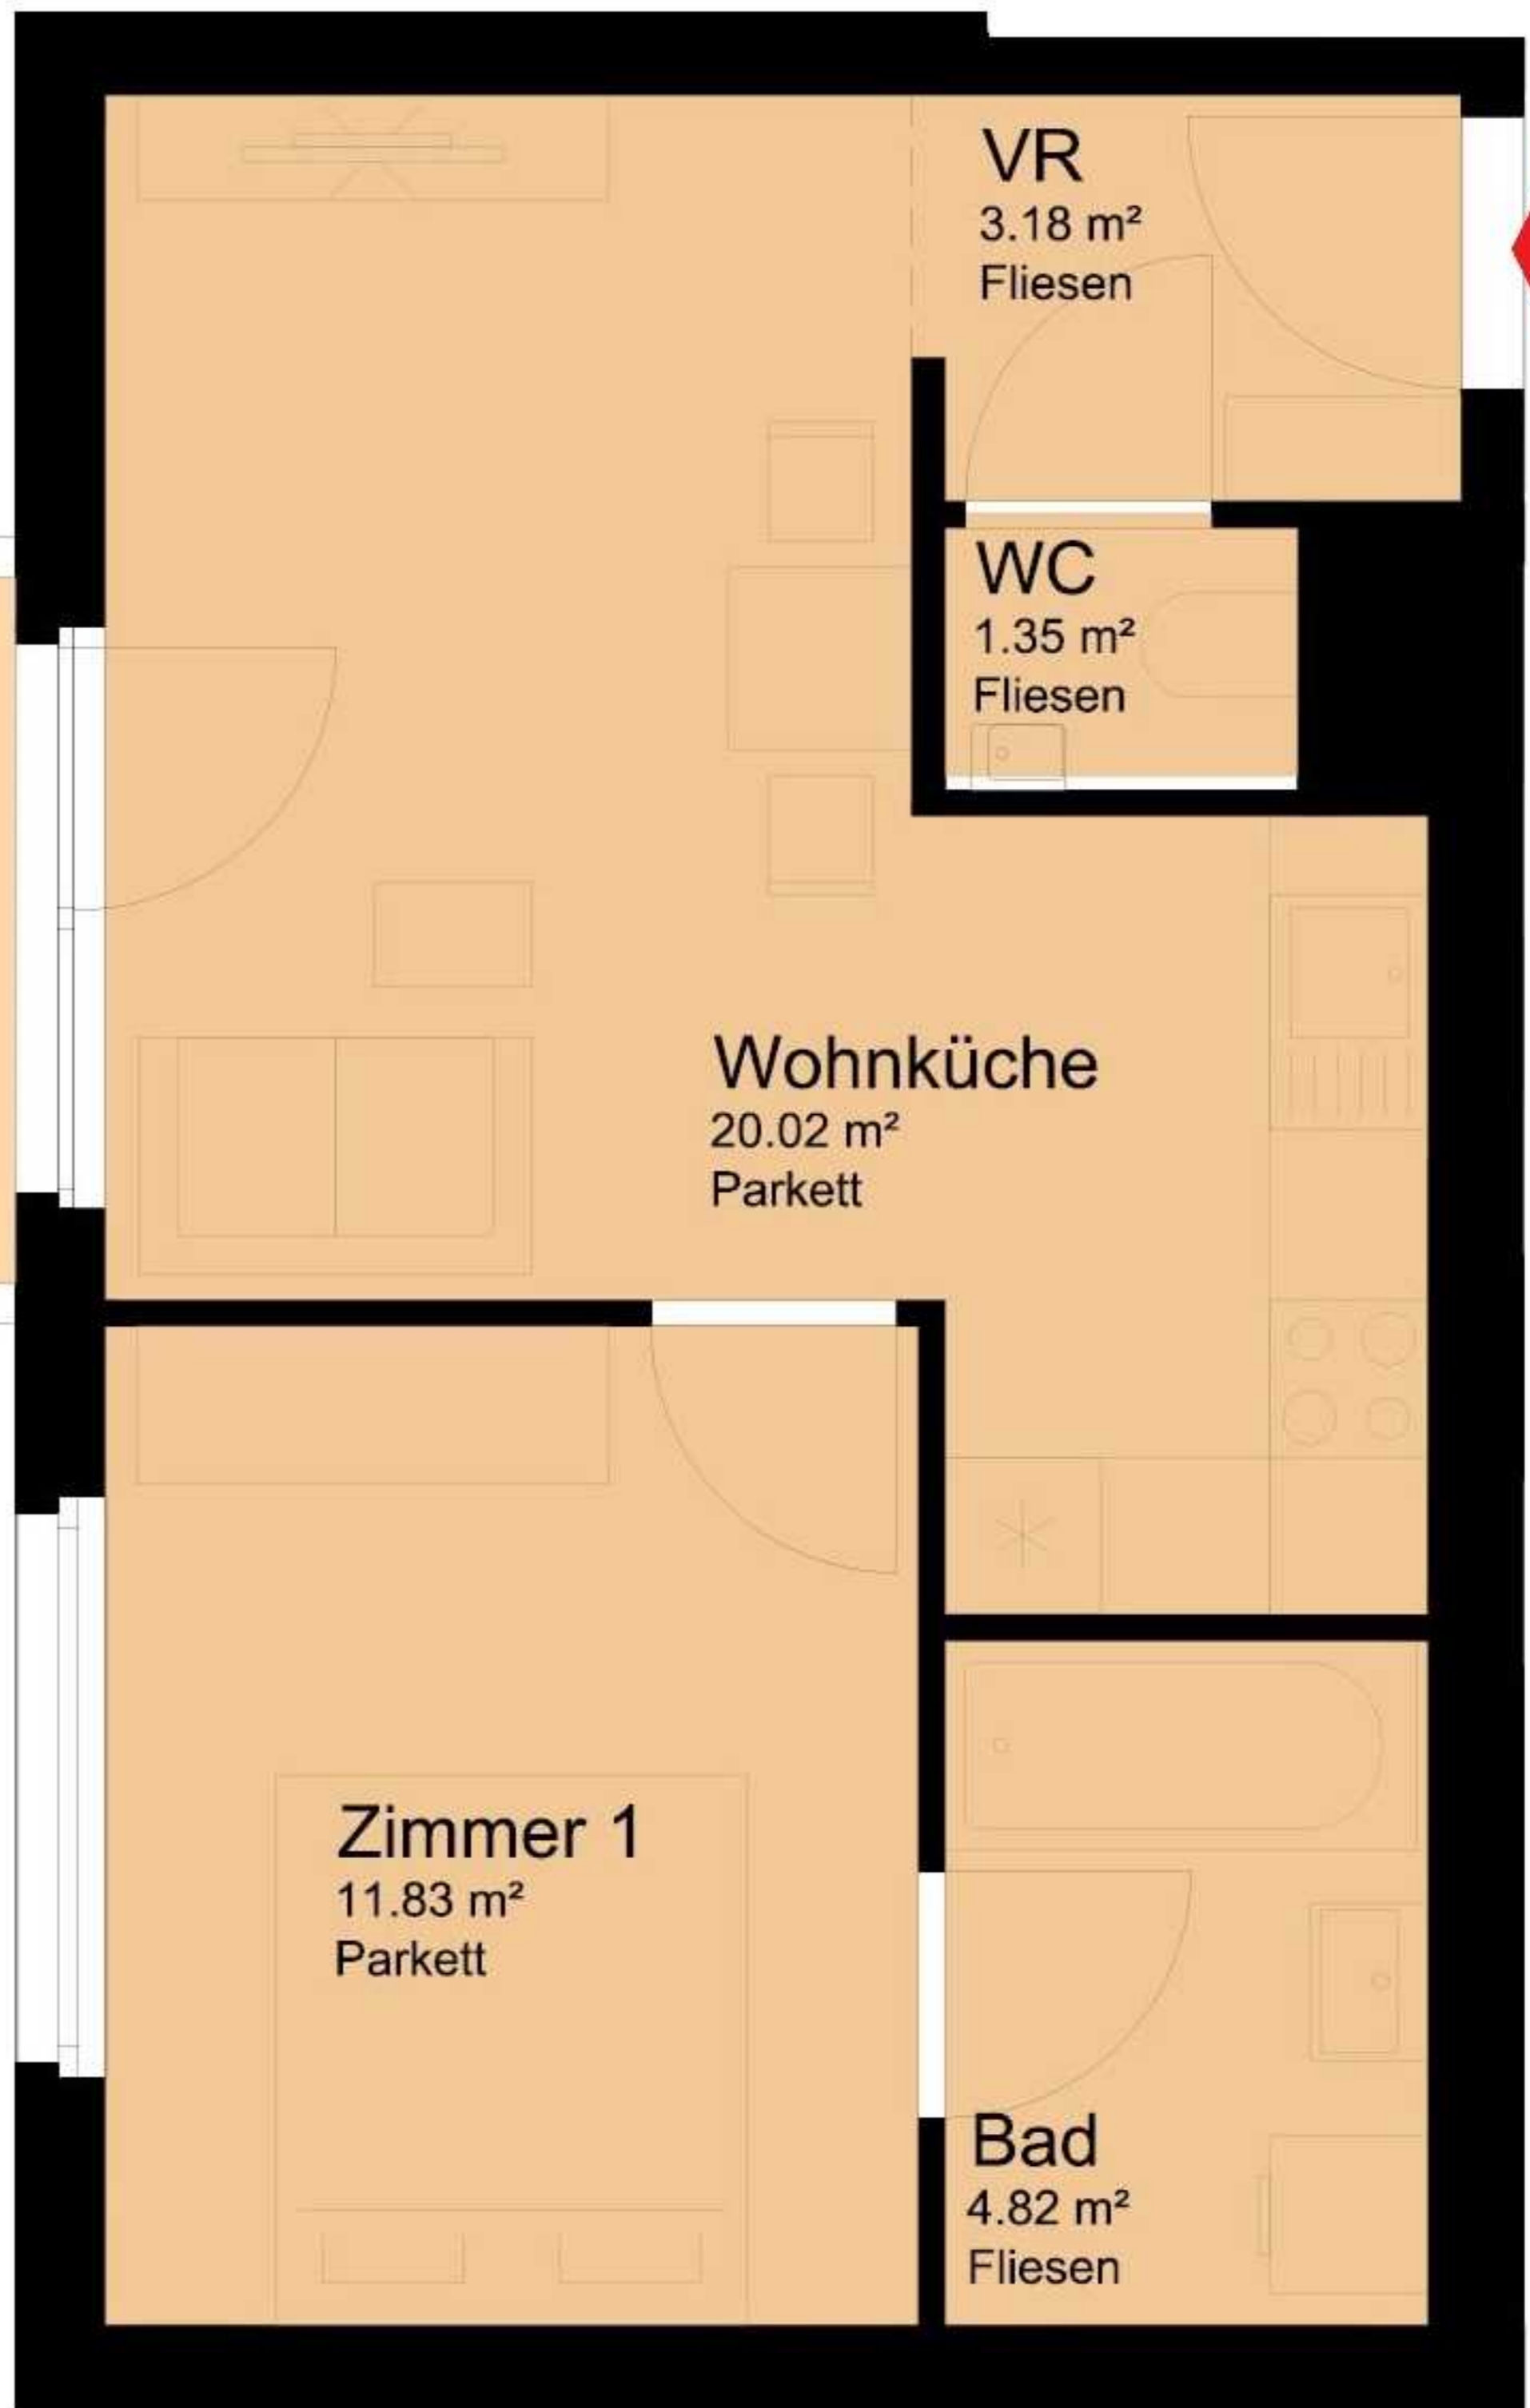 VR
3.18 m²
Fliesen
WC
1.35 m²
Fliesen
Wohnküche
20.02 m²
Parkett
Zimmer 1
11.83 m²
Parkett
Bad
4.82 m²
Fliesen